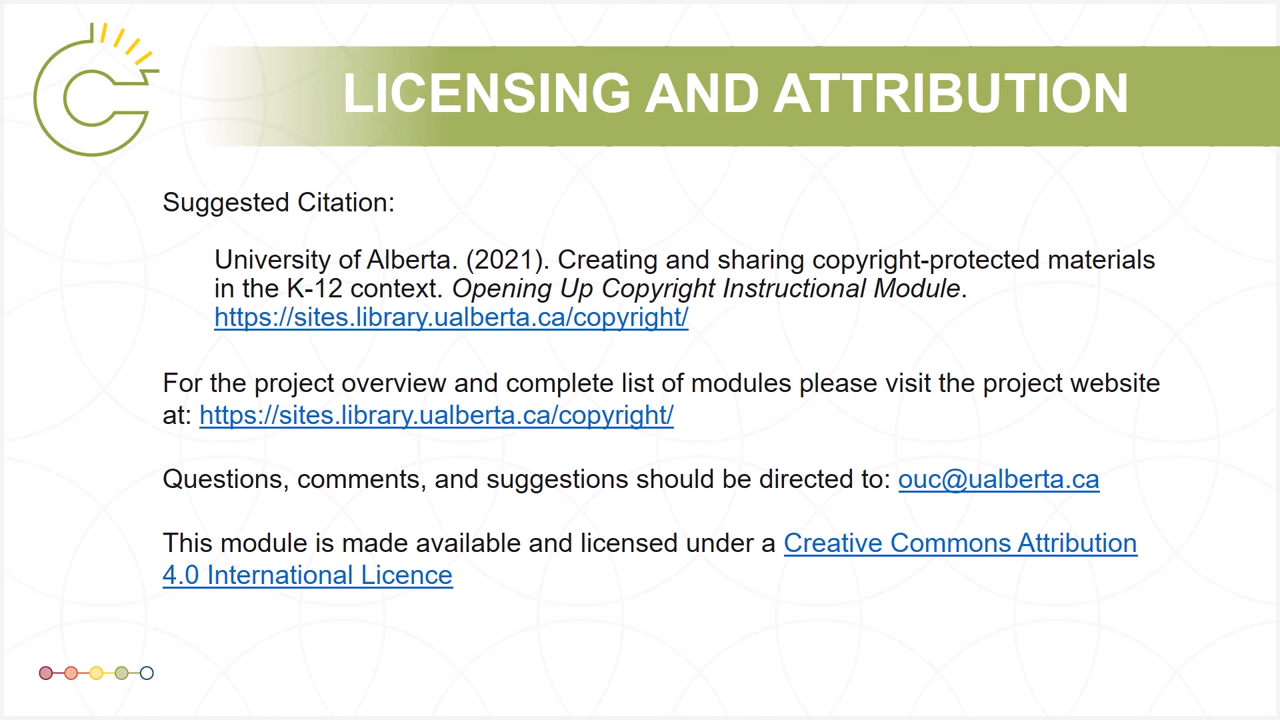 LICENSING AND ATTRIBUTION
Suggested Citation:
University of Alberta. (2021). Creating and sharing copyright-protected materials
in the K-12 context. Opening Up Copyright Instructional Module.
https://sites.library.ualberta.ca/copyright/
For the project overview and complete list of modules please visit the project website
at: https://sites.library.ualberta.ca/copyright/
Questions, comments, and suggestions should be directed to: ouc@ualberta.ca
This module is made available and licensed under a Creative Commons Attribution
4.0 International Licence